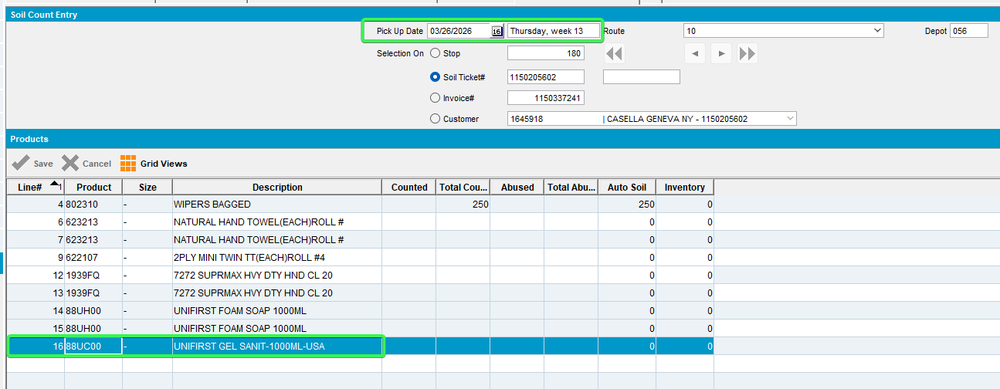 Soil Count Entry
Pick Up Date 03/26/2026 16 Thursday, week 13 Route 10 Depot 056
Selection On Stop 180
Soil Ticket# 1150205602
Invoice# 1150337241
Customer 1645918 | CASELLA GENEVA NY - 1150205602
Products
Save Cancel Grid Views
Line# 1 Product Size Description Counted Total Cou... Abused Total Abu... Auto Soil Inventory
4 802310 - WIPERS BAGGED 250 250 0
6 623213 - NATURAL HAND TOWEL(EACH)ROLL # 0 0
7 623213 - NATURAL HAND TOWEL(EACH)ROLL # 0 0
9 622107 - 2PLY MINI TWIN TT(EACH)ROLL #4 0 0
12 1939FQ - 7272 SUPRMAX HVY DTY HND CL 20 0 0
13 1939FQ - 7272 SUPRMAX HVY DTY HND CL 20 0 0
14 88UH00 - UNIFIRST FOAM SOAP 1000ML 0 0
15 88UH00 - UNIFIRST FOAM SOAP 1000ML 0 0
16 88UC00 - UNIFIRST GEL SANIT-1000ML-USA 0 0